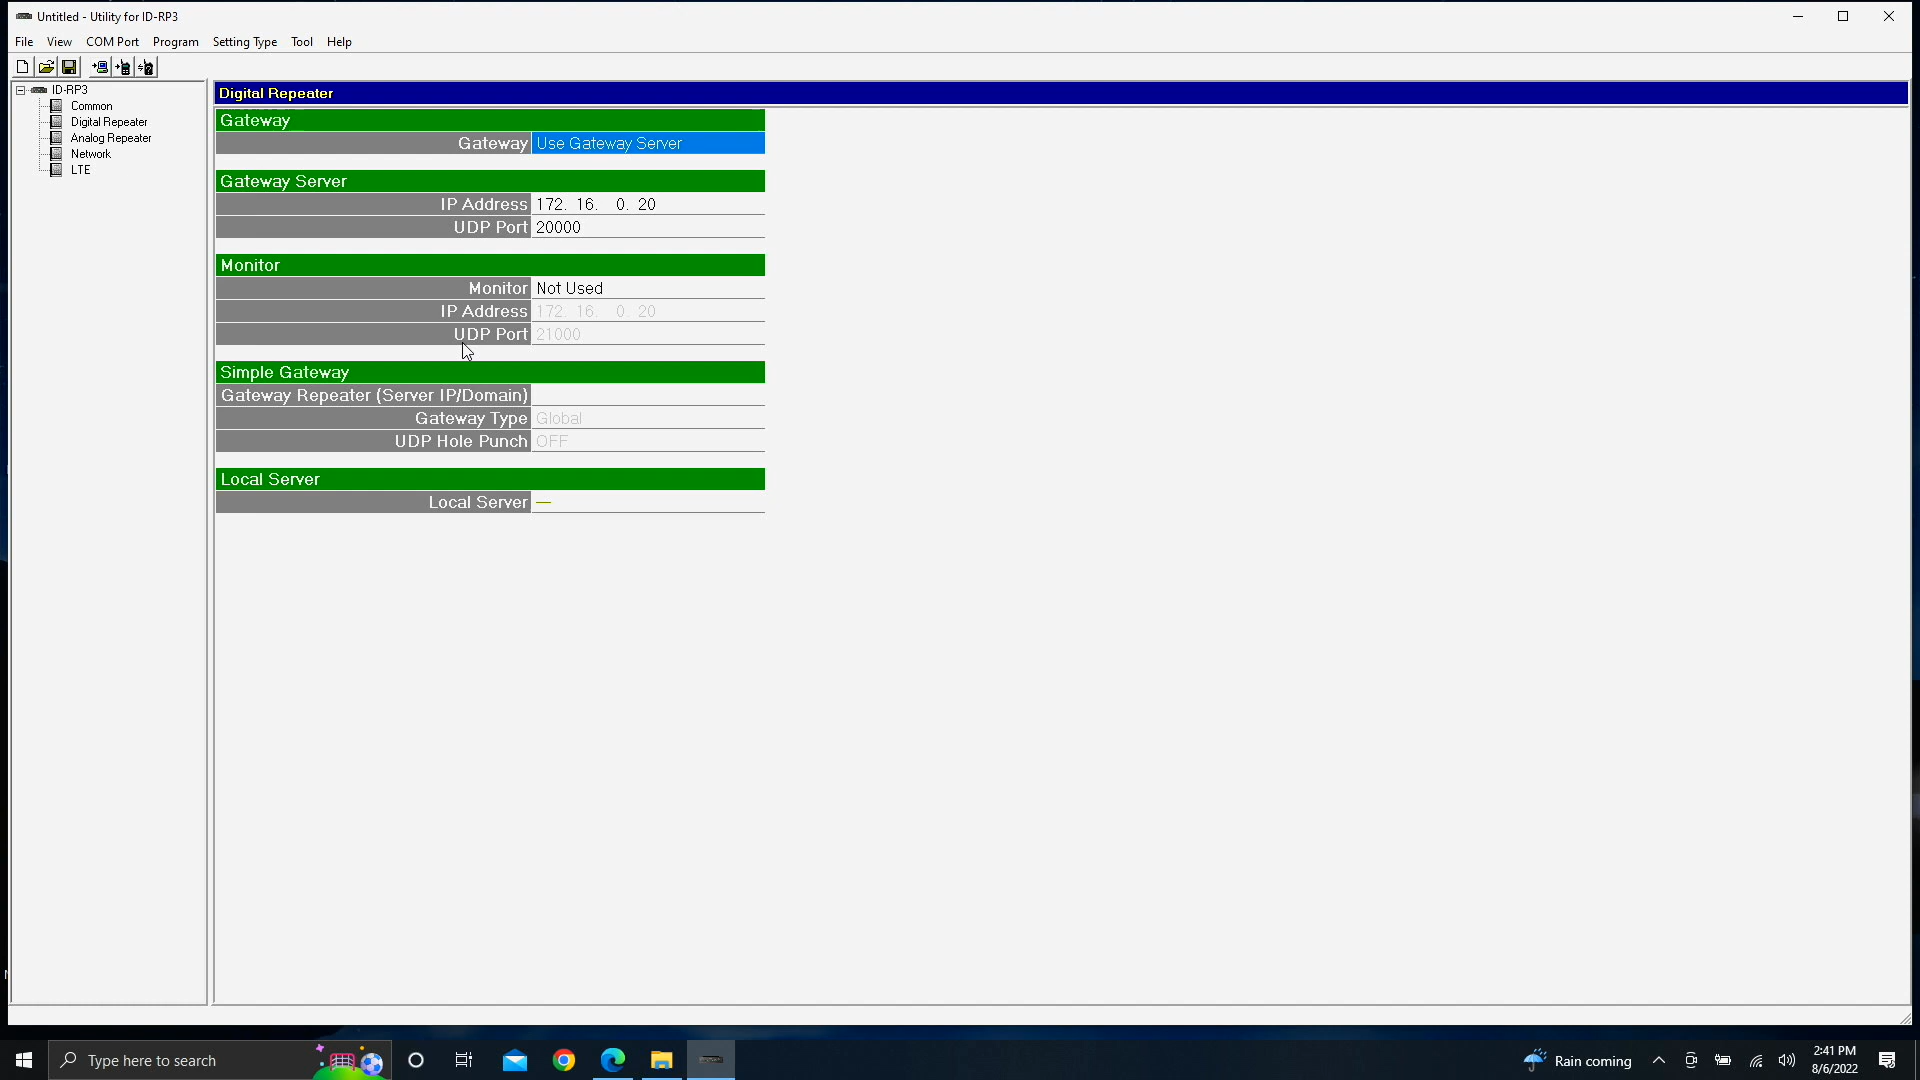 Untitled - Utility for ID-RP3
File View COM Port Program Setting Type Tool Help
ID-RP3
Common
Digital Repeater
Analog Repeater
Network
LTE
Digital Repeater
Gateway
Gateway Use Gateway Server
Gateway Server
IP Address 172. 16. 0. 20
UDP Port 20000
Monitor
Monitor Not Used
IP Address 172. 16. 0. 20
UDP Port 21000
Simple Gateway
Gateway Repeater (Server IP/Domain)
Gateway Type Global
UDP Hole Punch OFF
Local Server
Local Server —
Type here to search
Rain coming
2:41 PM
8/6/2022